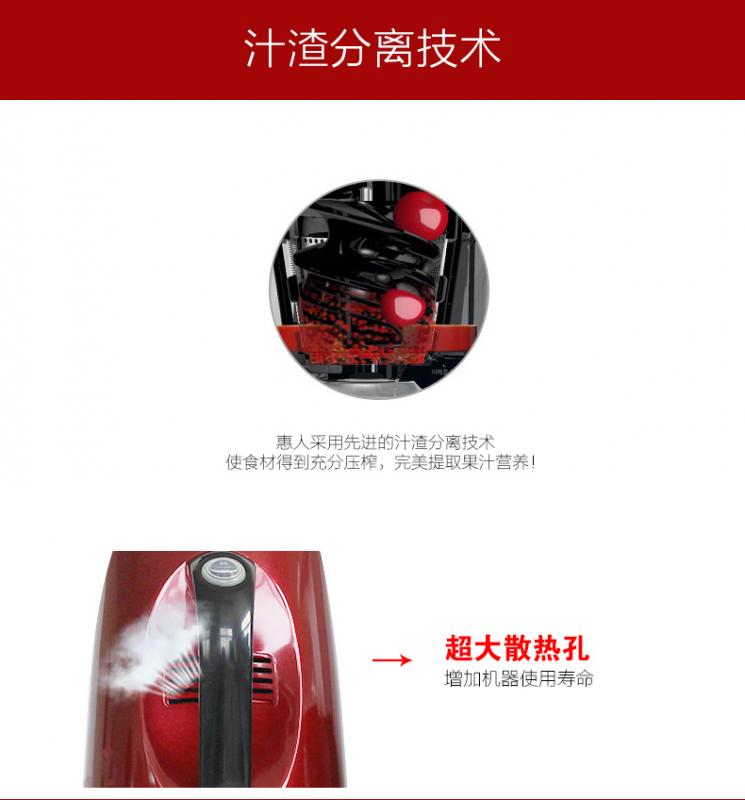 汁渣分离技术
惠人采用先进的汁渣分离技术
使食材得到充分压榨，完美提取果汁营养！
超大散热孔
增加机器使用寿命